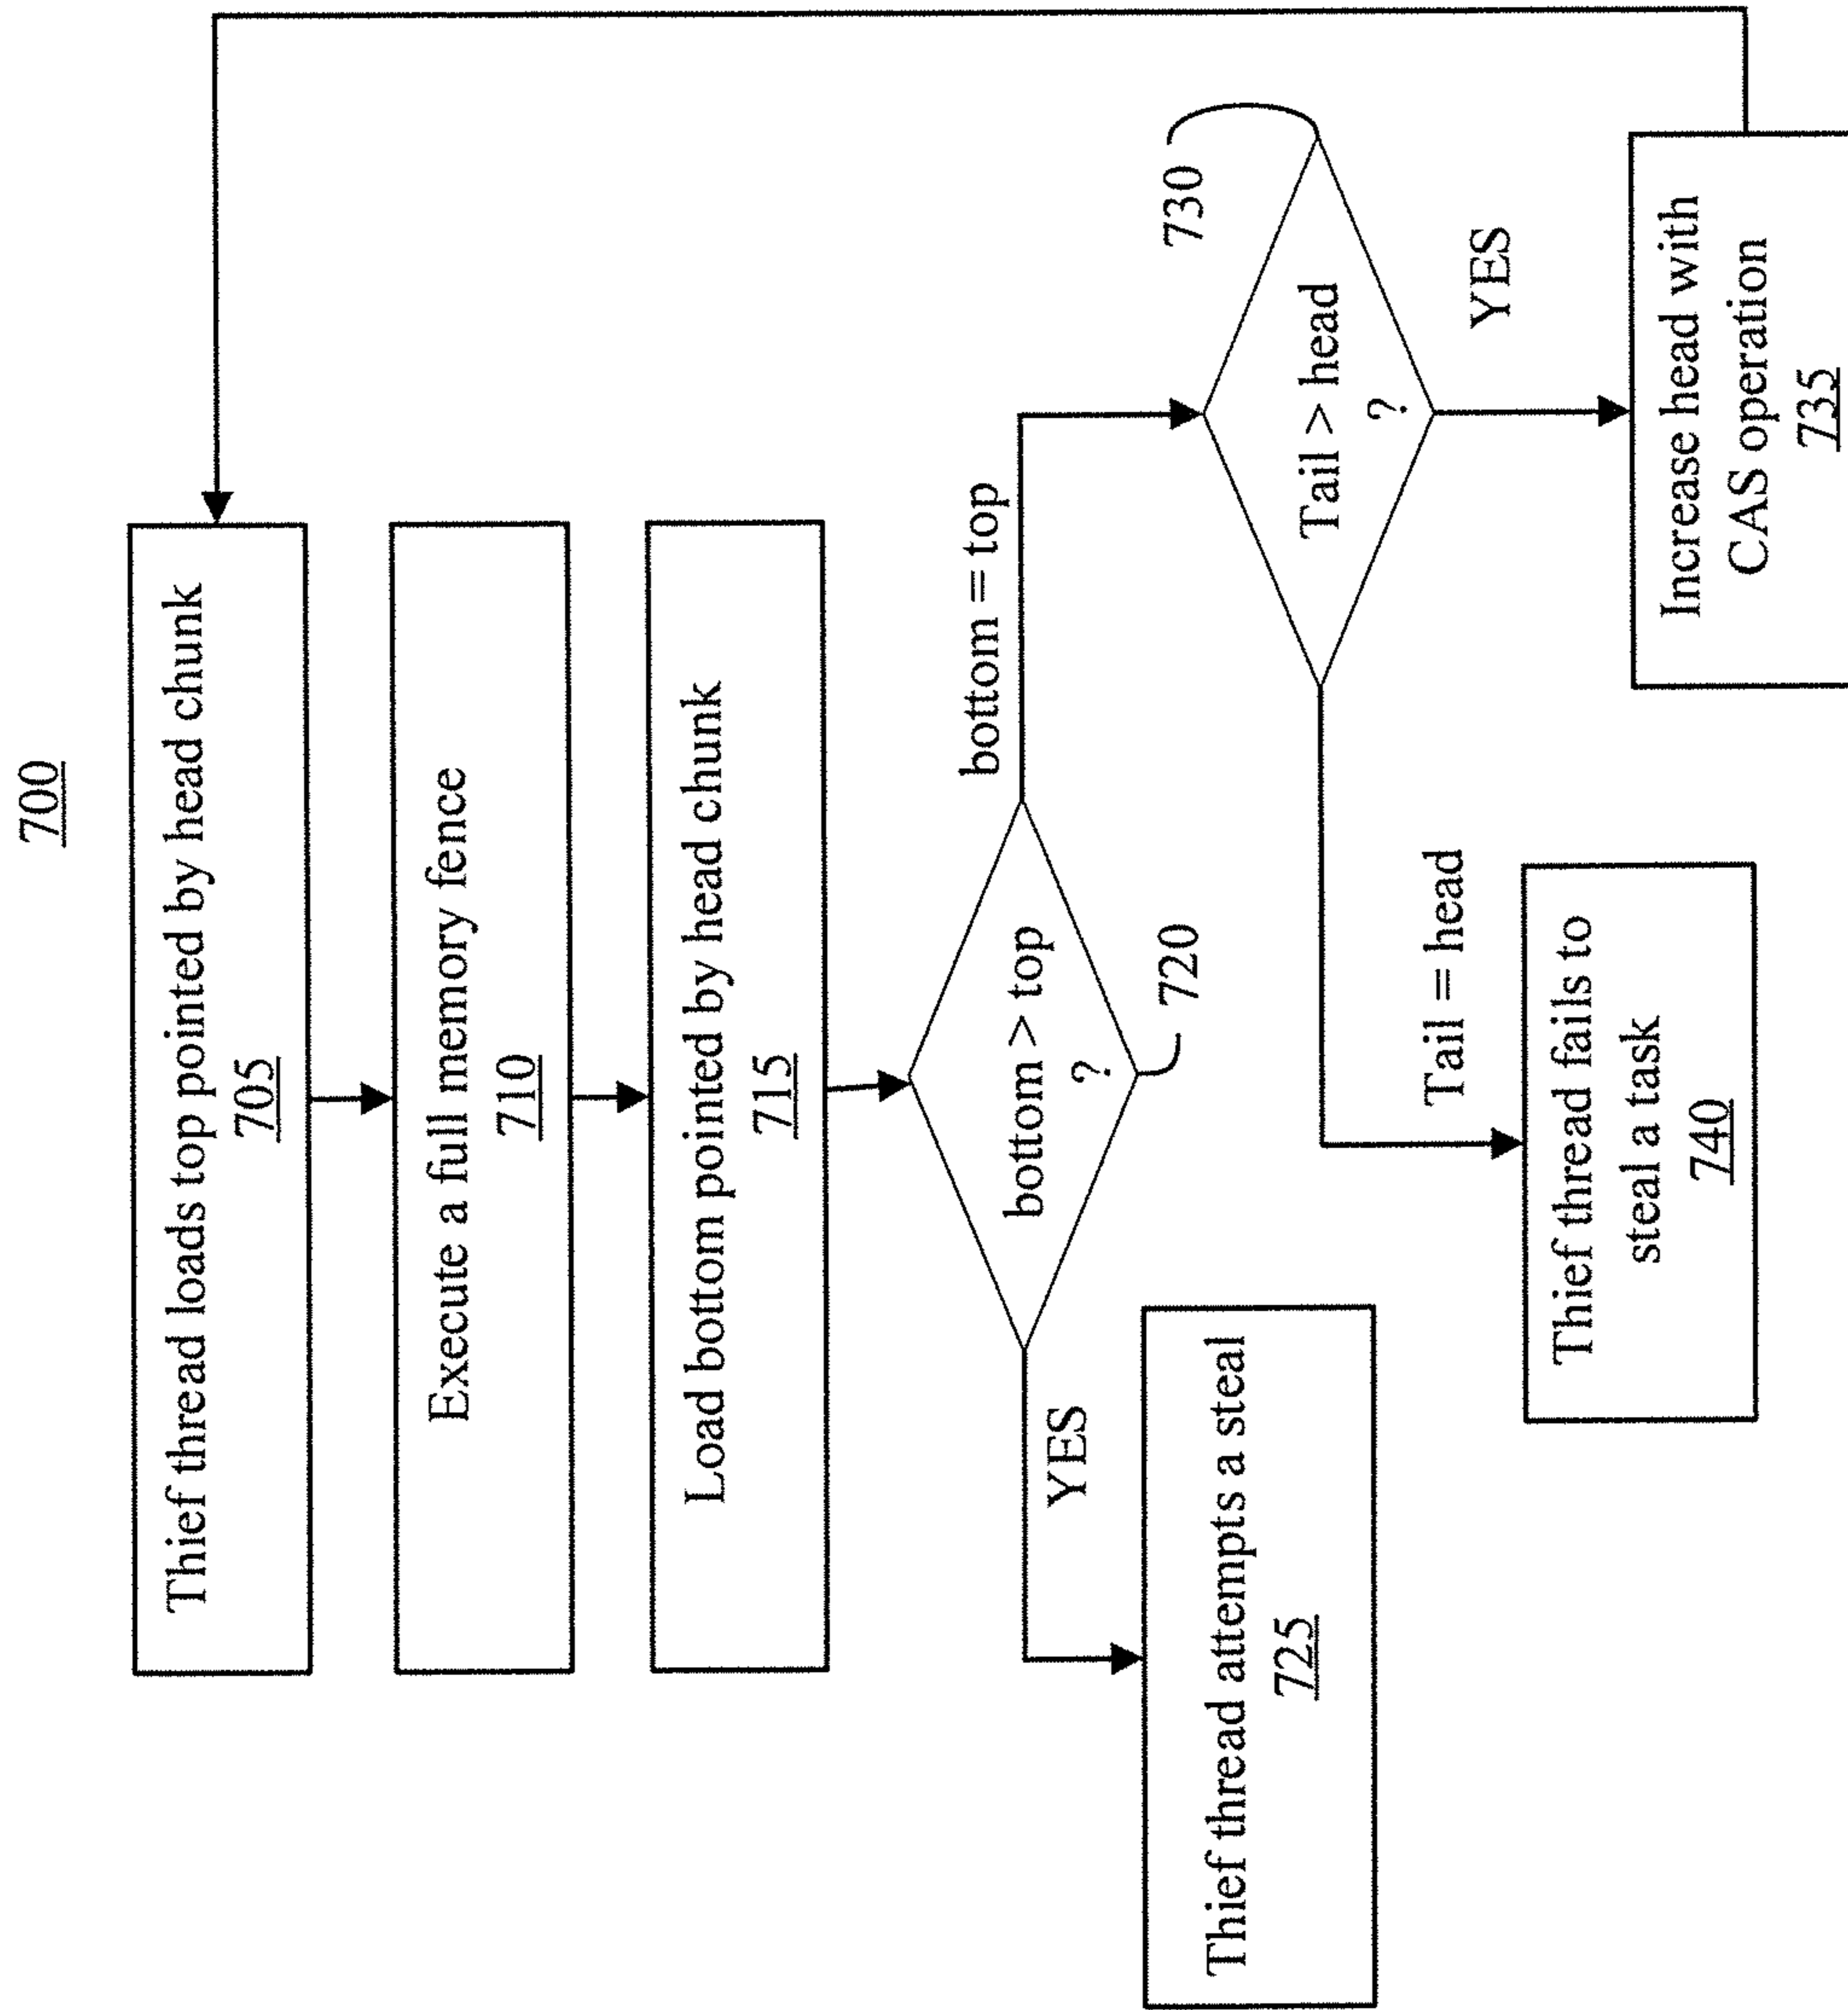 700
Thief thread loads top pointed by head chunk
705
Execute a full memory fence
710
Load bottom pointed by head chunk
715
bottom > top
?
720
YES
bottom = top
Thief thread attempts a steal
725
730
Tail > head
?
Tail = head
YES
Thief thread fails to
steal a task
740
Increase head with
CAS operation
735